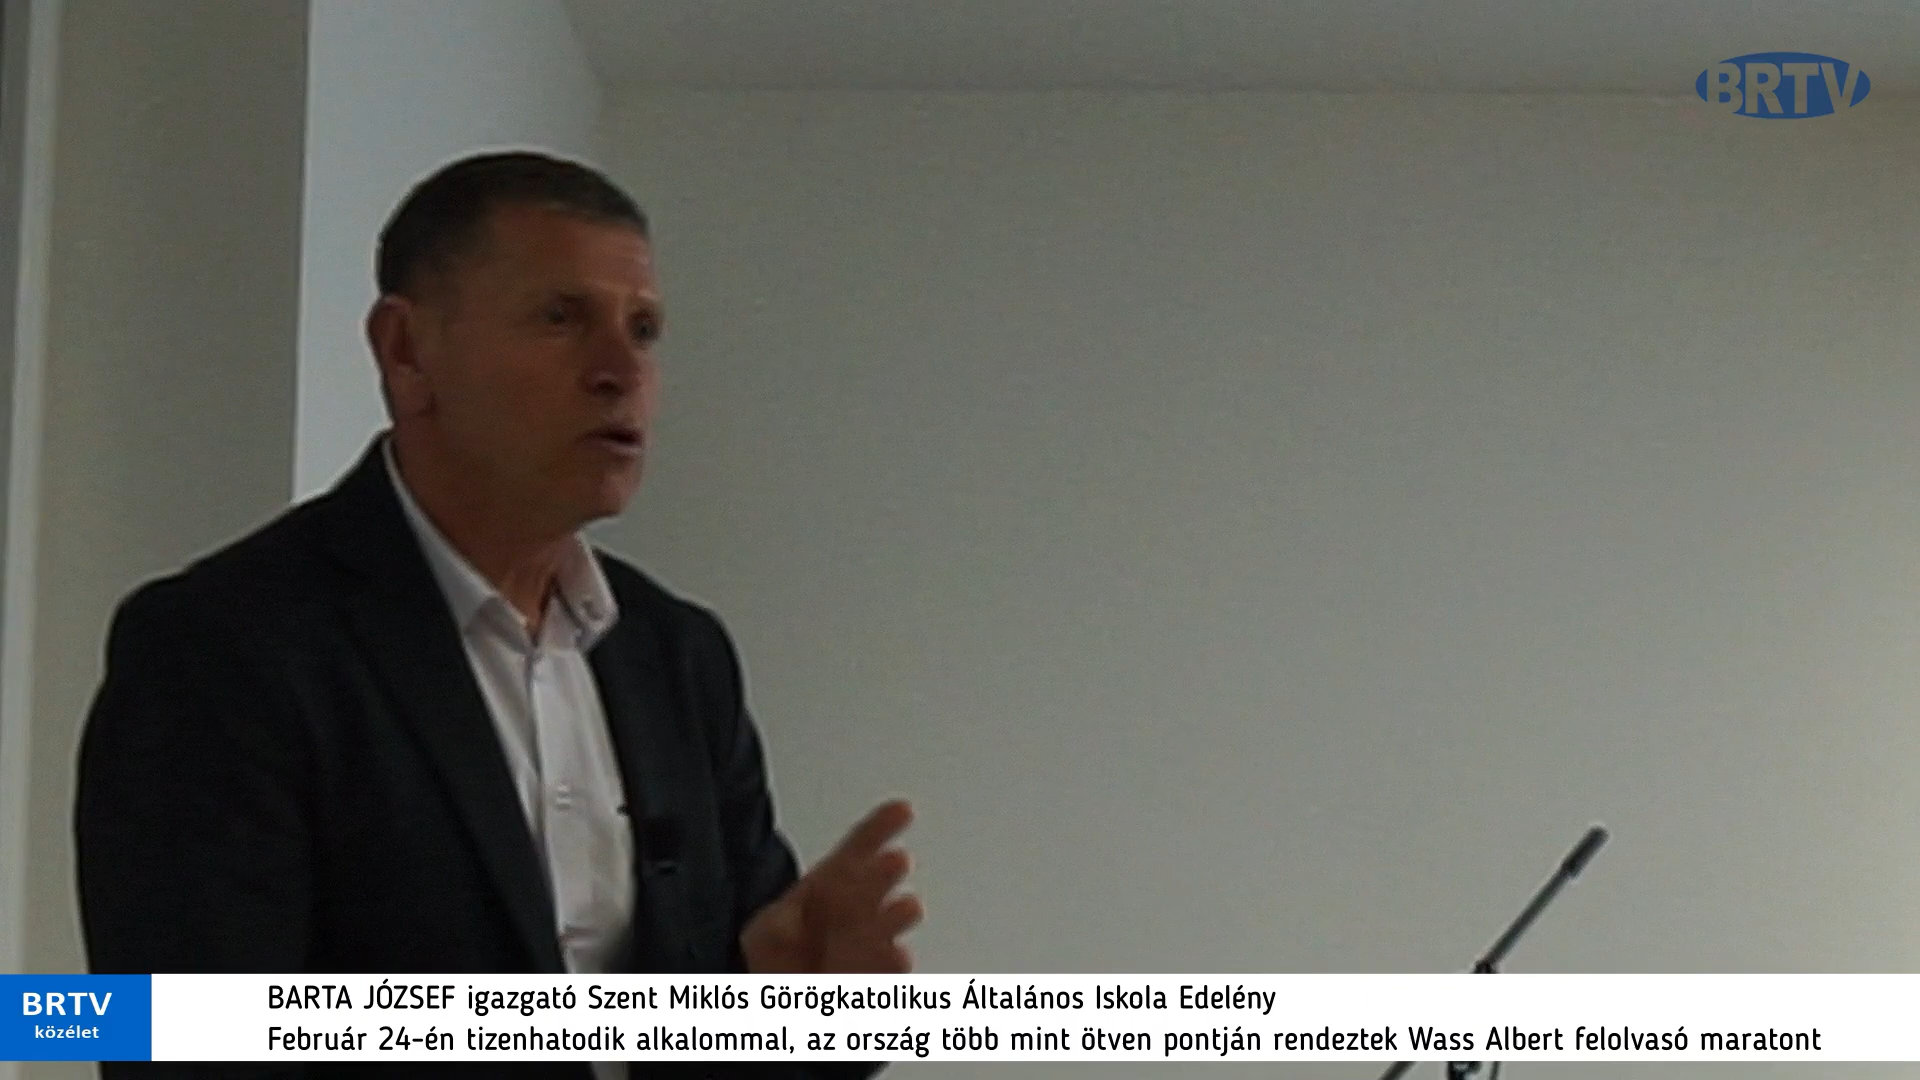 BRTV
BRTV
közélet
BARTA JÓZSEF igazgató Szent Miklós Görögkatolikus Általános Iskola Edelény
Február 24-én tizenhatodik alkalommal, az ország több mint ötven pontján rendeztek Wass Albert felolvasó maratont